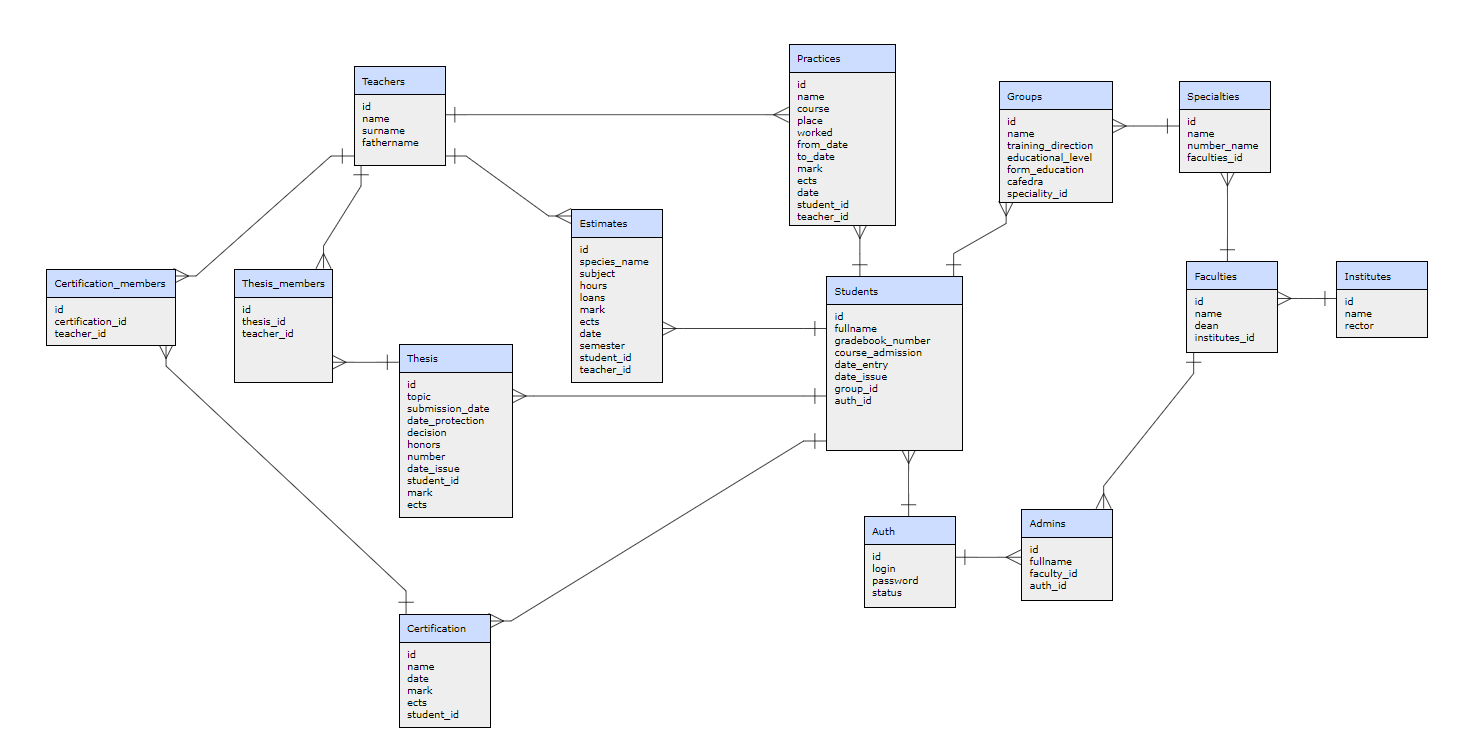 Practices
id
name
course
place
worked
from_date
to_date
mark
ects
date
student_id
teacher_id
Teachers
id
name
surname
fathername
Groups
id
name
training_direction
educational_level
form_education
cafedra
speciality_id
Specialties
id
name
number_name
faculties_id
Estimates
id
species_name
subject
hours
loans
mark
ects
date
semester
student_id
teacher_id
Certification_members
id
certification_id
teacher_id
Thesis_members
id
thesis_id
teacher_id
Students
id
fullname
gradebook_number
course_admission
date_entry
date_issue
group_id
auth_id
Faculties
id
name
dean
institutes_id
Institutes
id
name
rector
Thesis
id
topic
submission_date
date_protection
decision
honors
number
date_issue
student_id
mark
ects
Auth
id
login
password
status
Admins
id
fullname
faculty_id
auth_id
Certification
id
name
date
mark
ects
student_id